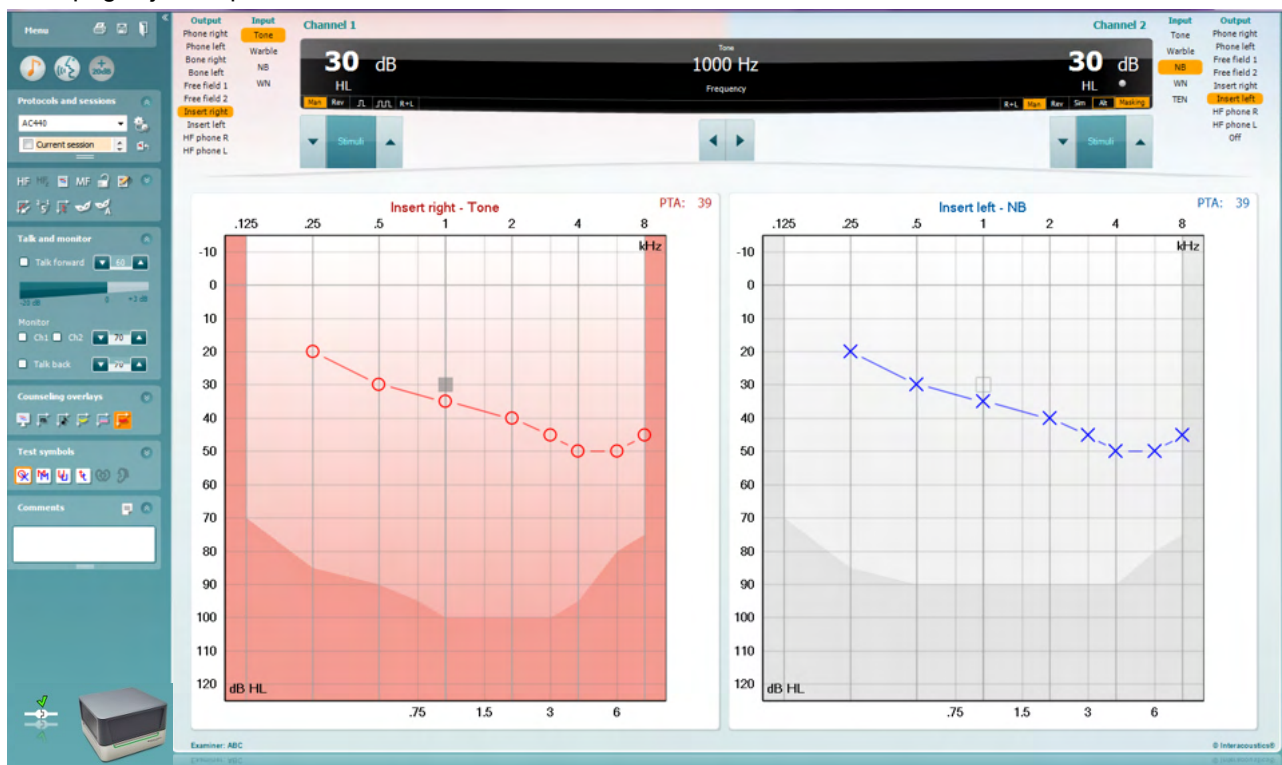 Menu
Protocols and sessions
AC440
Current session
HF
MF
Talk and monitor
Talk forward 60
-20 dB 0 +3 dB
Monitor
Ch1 Ch2 70
Talk back 70
Counseling overlays
Test symbols
Comments
Output
Phone right
Phone left
Bone right
Bone left
Free field 1
Free field 2
Insert right
Insert left
HF phone R
HF phone L
Input
Tone
Warble
NB
WN
Channel 1
30 dB
HL
Man Rev R+L
Tone
1000 Hz
Frequency
Channel 2
30 dB
HL
R+L Man Rev Sim Alt Masking
Stimuli
Stimuli
Input
Tone
Warble
NB
WN
TEN
Output
Phone right
Phone left
Free field 1
Free field 2
Insert right
Insert left
HF phone R
HF phone L
Off
Insert right - Tone
PTA: 39
.125 .25 .5 1 2 4 8
kHz
-10
0
10
20
30
40
50
60
70
80
90
100
110
120
dB HL
.75 1.5 3 6
Insert left - NB
PTA: 39
.125 .25 .5 1 2 4 8
kHz
-10
0
10
20
30
40
50
60
70
80
90
100
110
120
dB HL
.75 1.5 3 6
Examiner: ABC
© Interacoustics®